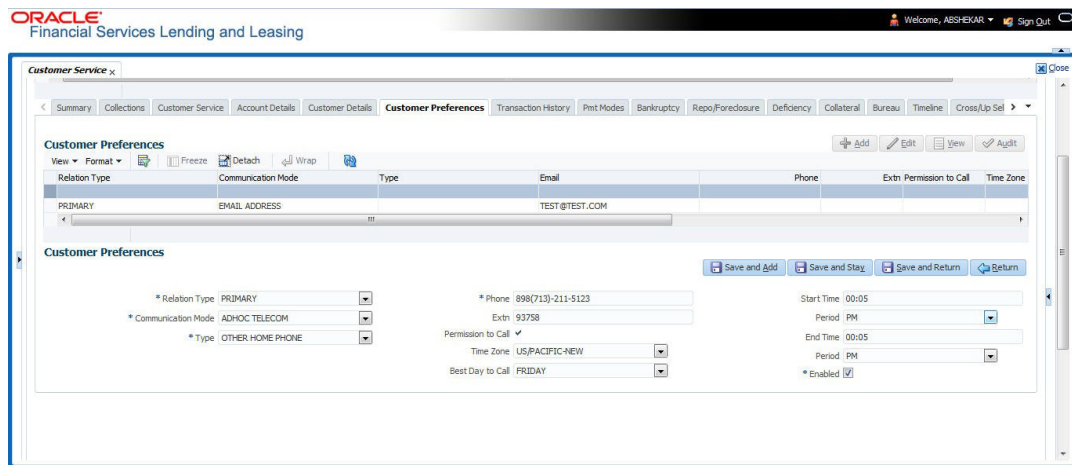 ORACLE®
Financial Services Lending and Leasing
Welcome, ABSHEKAR
Sign Out
Customer Service x
Close
Summary Collections Customer Service Account Details Customer Details Customer Preferences Transaction History Pmt Modes Bankruptcy Repo/Foreclosure Deficiency Collateral Bureau Timeline Cross/Up Sel
Customer Preferences
Add Edit View Audit
View Format Freeze Detach Wrap
Relation Type Communication Mode Type Email Phone Extn Permission to Call Time Zone
PRIMARY EMAIL ADDRESS TEST@TEST.COM
Customer Preferences
Save and Add Save and Stay Save and Return Return
* Relation Type PRIMARY
* Communication Mode ADHOC TELECOM
* Type OTHER HOME PHONE
* Phone 898(713)-211-5123
Extn 93758
Permission to Call
Time Zone US/PACIFIC-NEW
Best Day to Call FRIDAY
Start Time 00:05
Period PM
End Time 00:05
Period PM
* Enabled